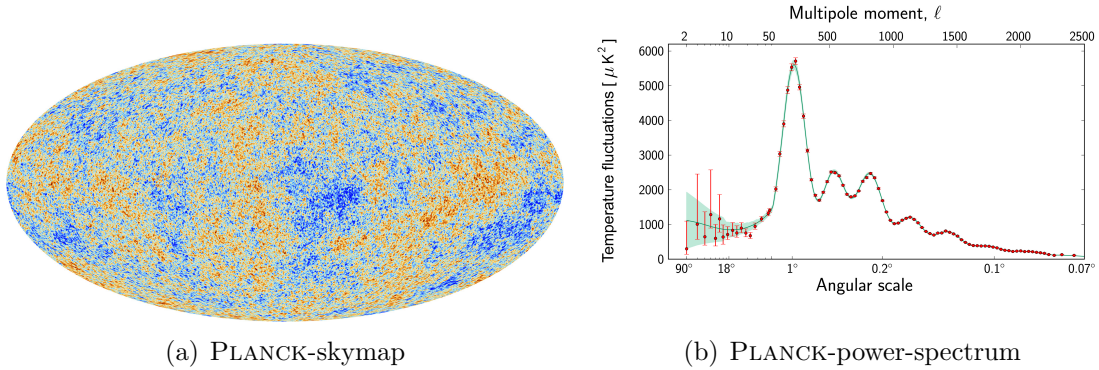 Multipole moment, ℓ
2 10 50 500 1000 1500 2000 2500
Temperature fluctuations [ μ K² ]
6000
5000
4000
3000
2000
1000
0
90° 18° 1° 0.2° 0.1° 0.07°
Angular scale
(a) PLANCK-skymap
(b) PLANCK-power-spectrum